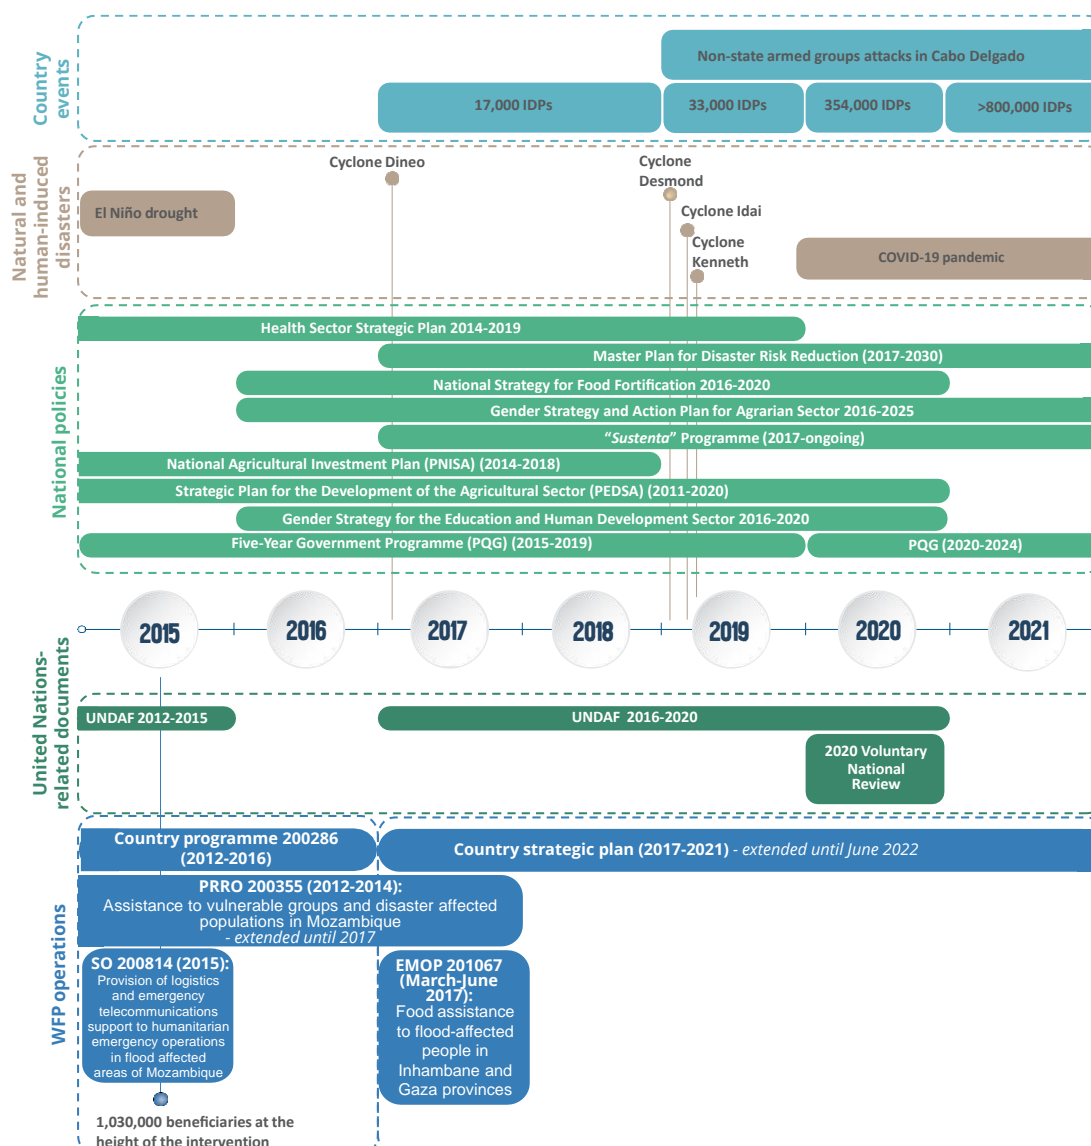 Country
events
Non-state armed groups attacks in Cabo Delgado
17,000 IDPs
33,000 IDPs
354,000 IDPs
>800,000 IDPs
Natural and
human-induced
disasters
Cyclone Dineo
Cyclone
Desmond
El Niño drought
Cyclone Idai
Cyclone
Kenneth
COVID-19 pandemic
National policies
Health Sector Strategic Plan 2014-2019
Master Plan for Disaster Risk Reduction (2017-2030)
National Strategy for Food Fortification 2016-2020
Gender Strategy and Action Plan for Agrarian Sector 2016-2025
“Sustenta” Programme (2017-ongoing)
National Agricultural Investment Plan (PNISA) (2014-2018)
Strategic Plan for the Development of the Agricultural Sector (PEDSA) (2011-2020)
Gender Strategy for the Education and Human Development Sector 2016-2020
Five-Year Government Programme (PQG) (2015-2019)
PQG (2020-2024)
2015
2016
2017
2018
2019
2020
2021
United Nations-
related documents
UNDAF 2012-2015
UNDAF 2016-2020
2020 Voluntary
National
Review
WFP operations
Country programme 200286
(2012-2016)
Country strategic plan (2017-2021) - extended until June 2022
PRRO 200355 (2012-2014):
Assistance to vulnerable groups and disaster affected
populations in Mozambique
- extended until 2017
SO 200814 (2015):
Provision of logistics
and emergency
telecommunications
support to humanitarian
emergency operations
in flood affected
areas of Mozambique
EMOP 201067
(March-June
2017):
Food assistance
to flood-affected
people in
Inhambane and
Gaza provinces
1,030,000 beneficiaries at the
height of the intervention